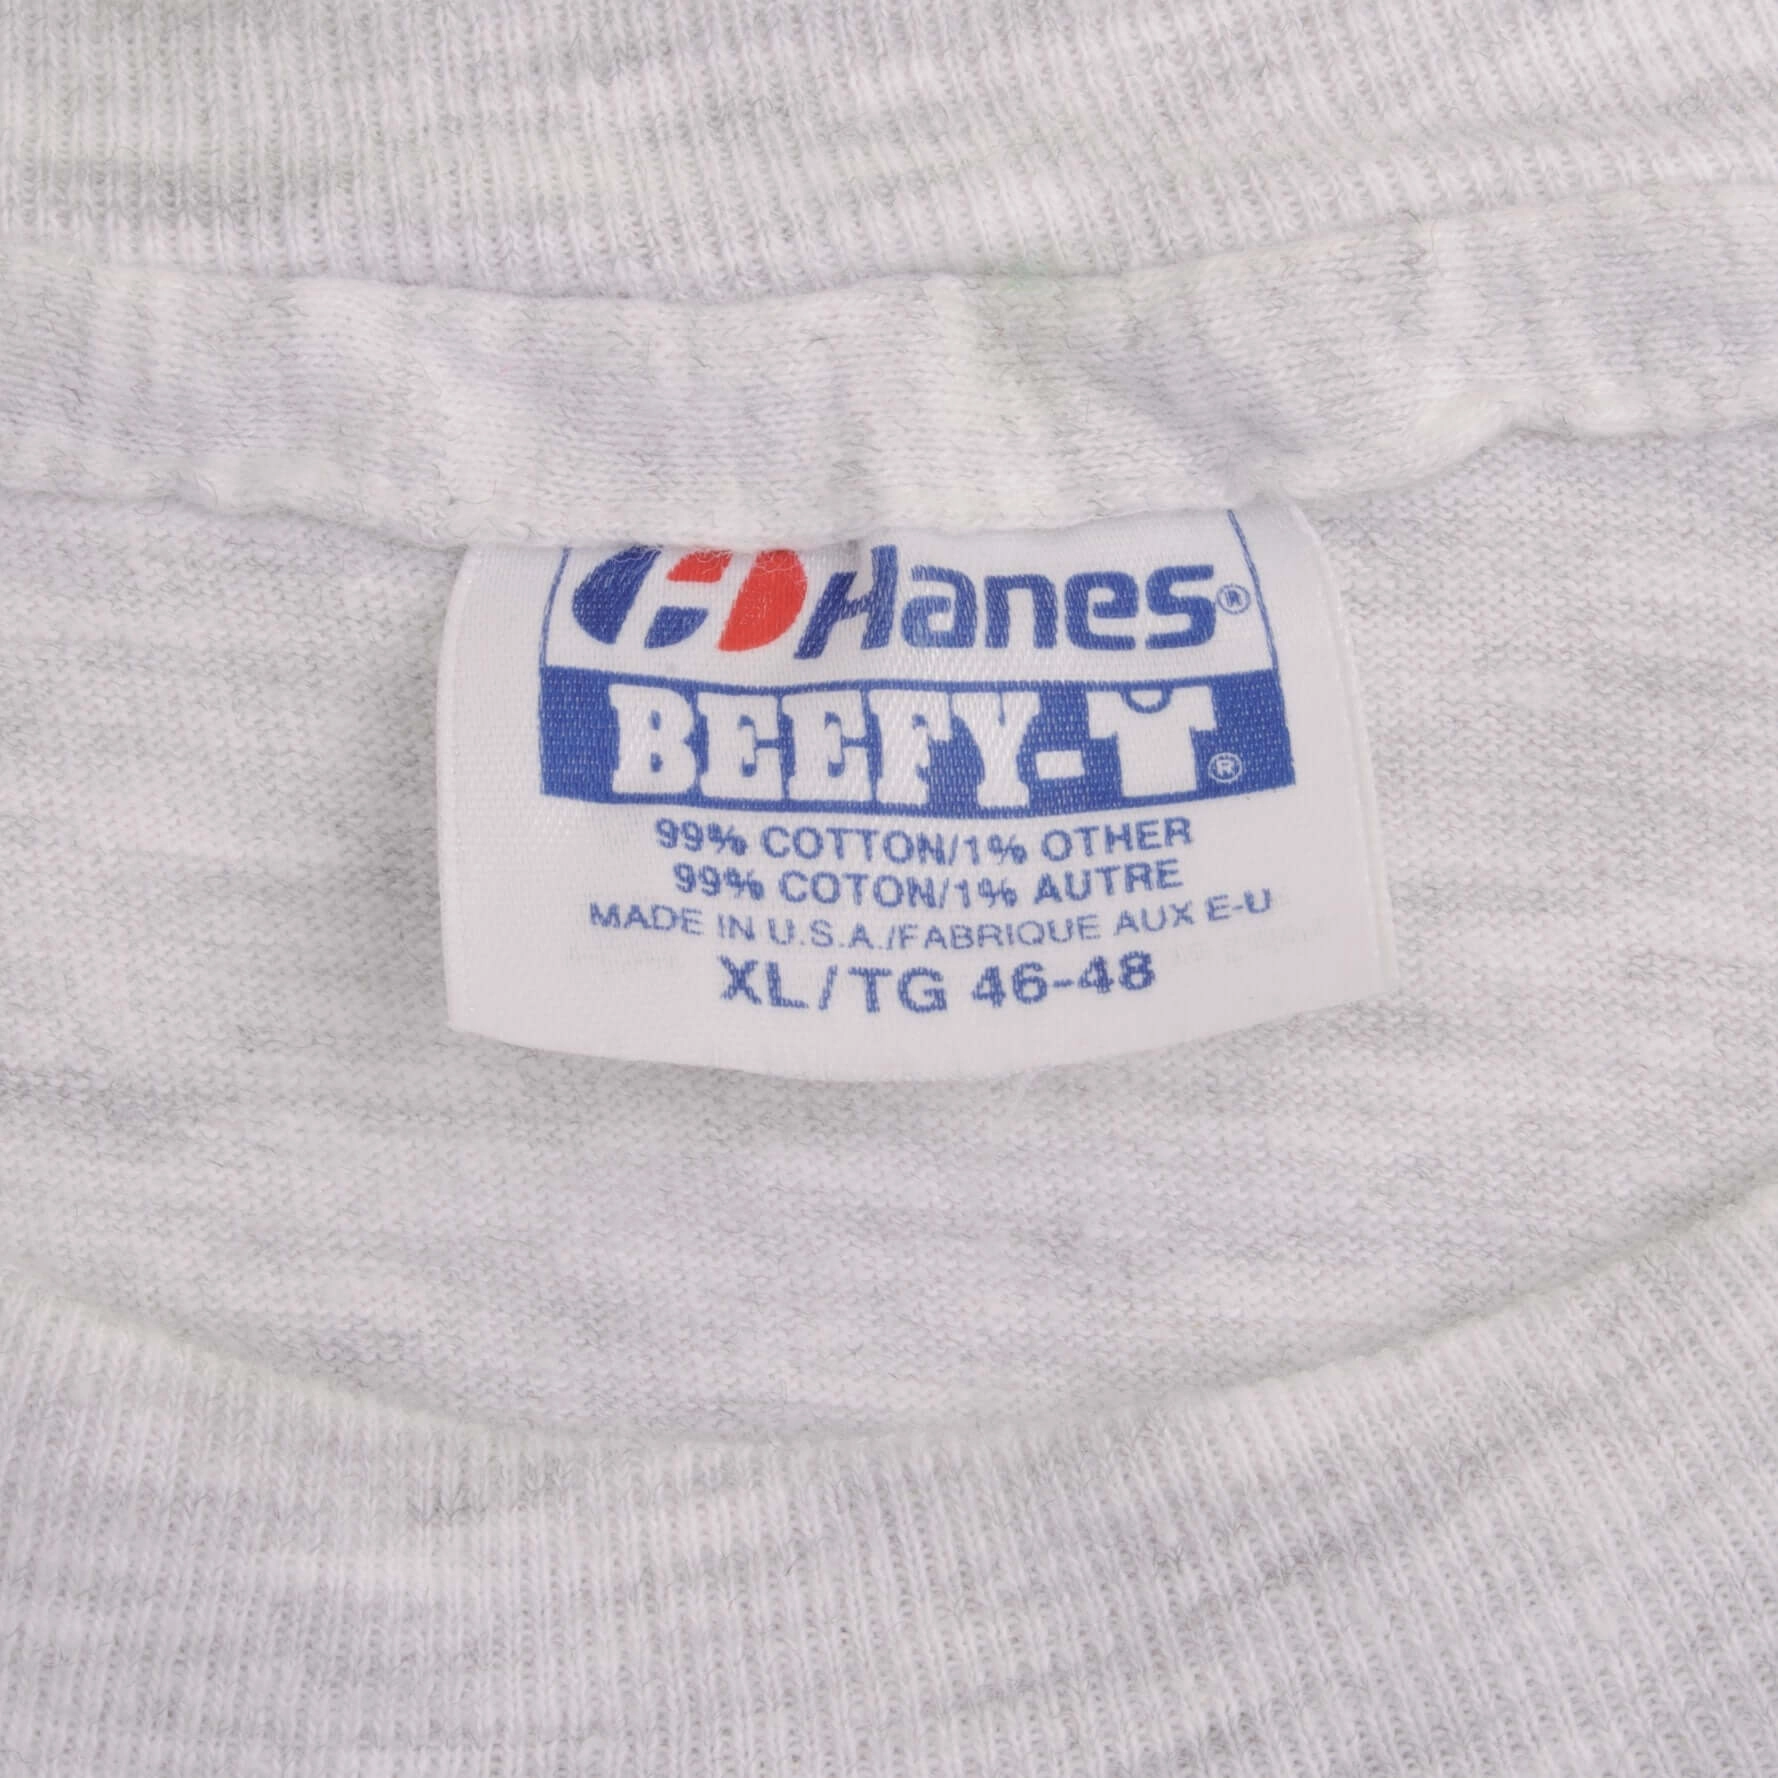 Hanes®
BEEFY-T®
99% COTTON/1% OTHER
99% COTON/1% AUTRE
MADE IN U.S.A./FABRIQUE AUX E-U
XL/TG 46-48